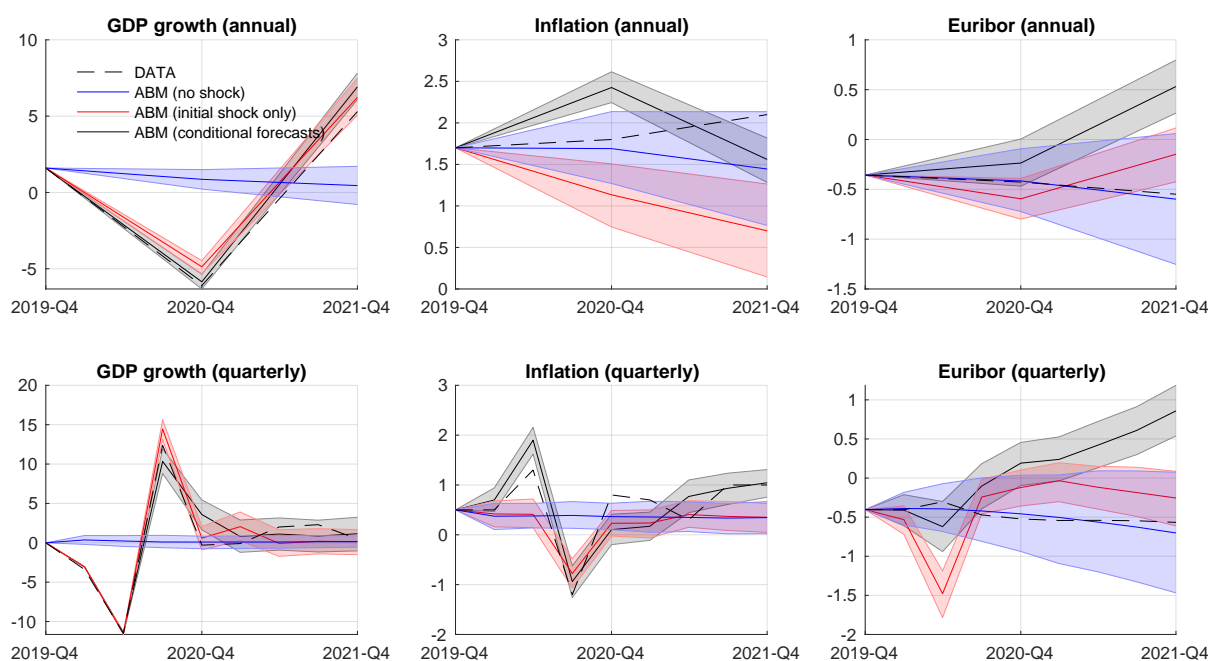 GDP growth (annual)
10
5
0
-5
2019-Q4 2020-Q4 2021-Q4
DATA
ABM (no shock)
ABM (initial shock only)
ABM (conditional forecasts)
Inflation (annual)
3
2.5
2
1.5
1
0.5
0
2019-Q4 2020-Q4 2021-Q4
Euribor (annual)
1
0.5
0
-0.5
-1
-1.5
2019-Q4 2020-Q4 2021-Q4
GDP growth (quarterly)
20
15
10
5
0
-5
-10
2019-Q4 2020-Q4 2021-Q4
Inflation (quarterly)
3
2
1
0
-1
-2
2019-Q4 2020-Q4 2021-Q4
Euribor (quarterly)
1
0.5
0
-0.5
-1
-1.5
-2
2019-Q4 2020-Q4 2021-Q4